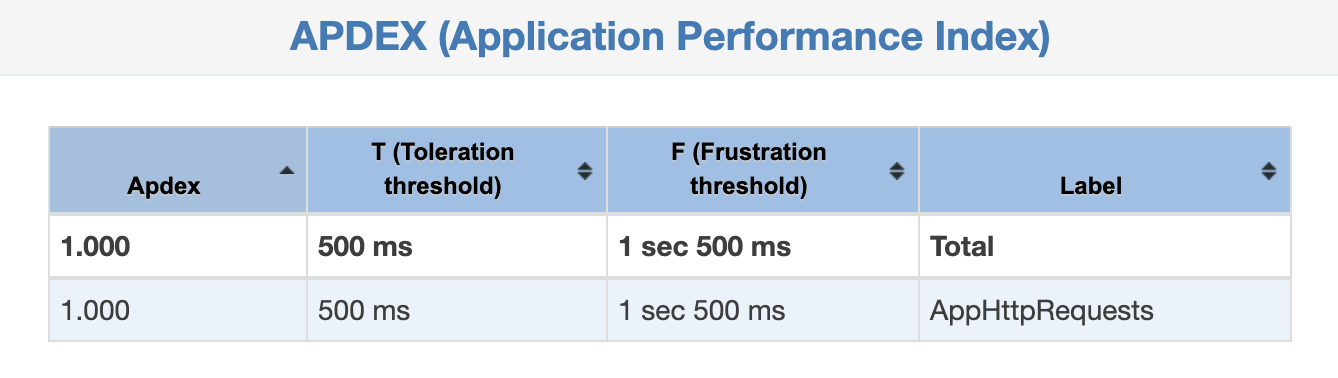 APDEX (Application Performance Index)
Apdex
T (Toleration
threshold)
F (Frustration
threshold)
Label
1.000 500 ms 1 sec 500 ms Total
1.000 500 ms 1 sec 500 ms AppHttpRequests